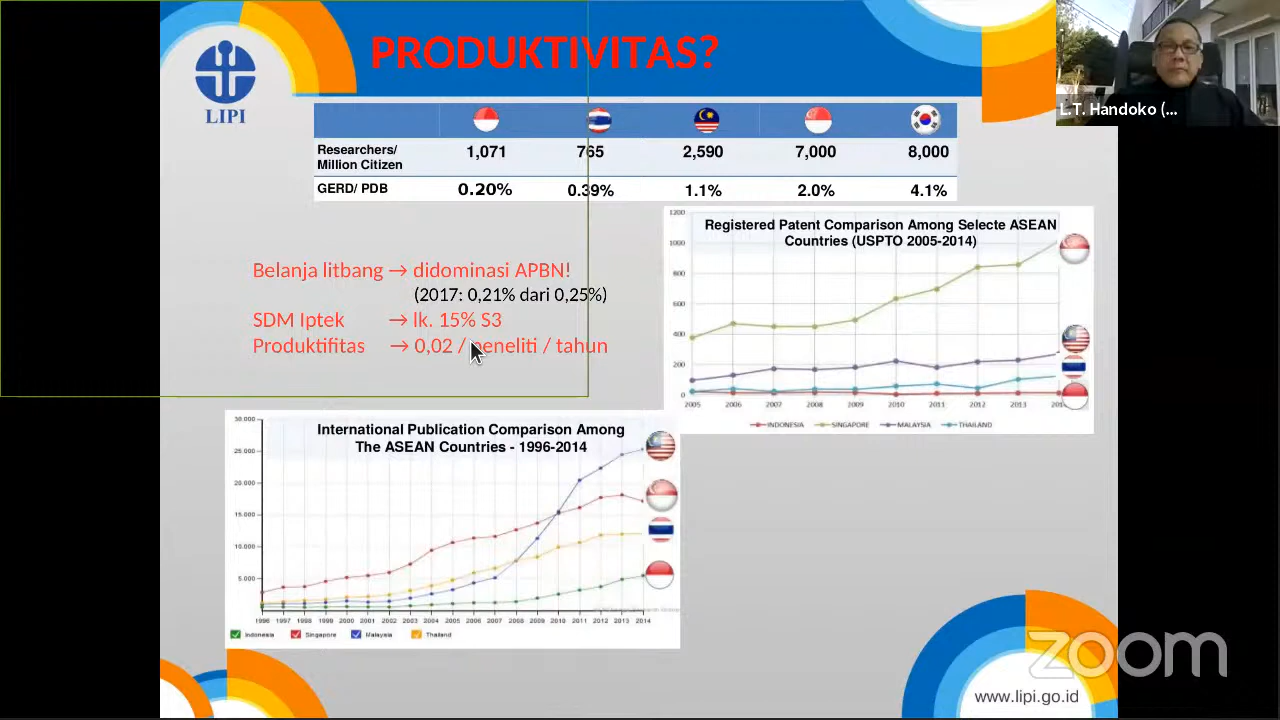 PRODUKTIVITAS?
LIPI
L.T. Handoko (...
Researchers/ 1,071 765 2,590 7,000 8,000
Million Citizen
GERD/ PDB 0.20% 0.39% 1.1% 2.0% 4.1%
Belanja litbang → didominasi APBN!
(2017: 0,21% dari 0,25%)
SDM Iptek → lk. 15% S3
Produktifitas → 0,02 / peneliti / tahun
Registered Patent Comparison Among Selecte ASEAN
Countries (USPTO 2005-2014)
1200
1000
800
600
400
200
0
2005 2006 2007 2008 2009 2010 2011 2012 2013
INDONESIA SINGAPORE MALAYSIA THAILAND
International Publication Comparison Among
The ASEAN Countries - 1996-2014
30.000
25.000
20.000
15.000
10.000
5.000
1996 1997 1998 1999 2000 2001 2002 2003 2004 2005 2006 2007 2008 2009 2010 2011 2012 2013 2014
Indonesia Singapore Malaysia Thailand
zoom
www.lipi.go.id